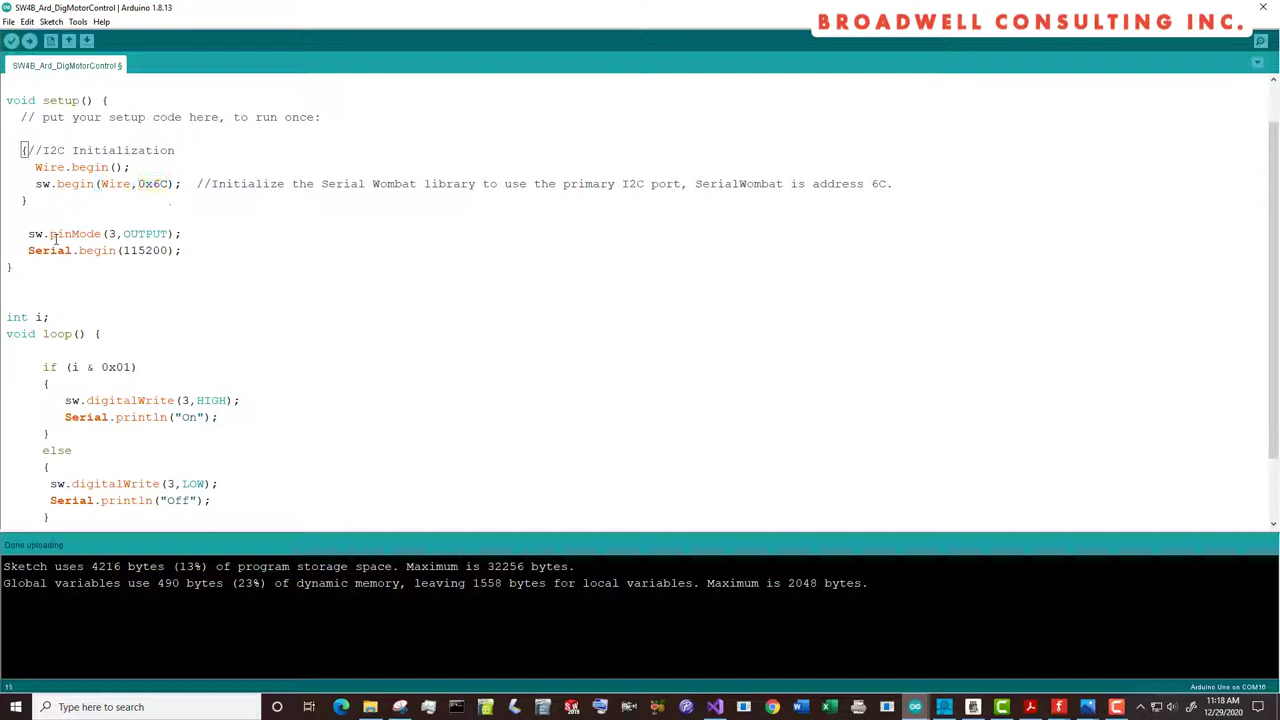 SW4B_Ard_DigMotorControl | Arduino 1.8.13
File Edit Sketch Tools Help
BROADWELL CONSULTING INC.
SW4B_Ard_DigMotorControl §
void setup() {
// put your setup code here, to run once:
{//I2C Initialization
Wire.begin();
sw.begin(Wire,0x6C); //Initialize the Serial Wombat library to use the primary I2C port, SerialWombat is address 6C.
}
sw.pinMode(3,OUTPUT);
Serial.begin(115200);
}
int i;
void loop() {
if (i & 0x01)
{
sw.digitalWrite(3,HIGH);
Serial.println("On");
}
else
{
sw.digitalWrite(3,LOW);
Serial.println("Off");
}
Done uploading
Sketch uses 4216 bytes (13%) of program storage space. Maximum is 32256 bytes.
Global variables use 490 bytes (23%) of dynamic memory, leaving 1558 bytes for local variables. Maximum is 2048 bytes.
Arduino Uno on COM16
Type here to search
11:18 AM
12/29/2020